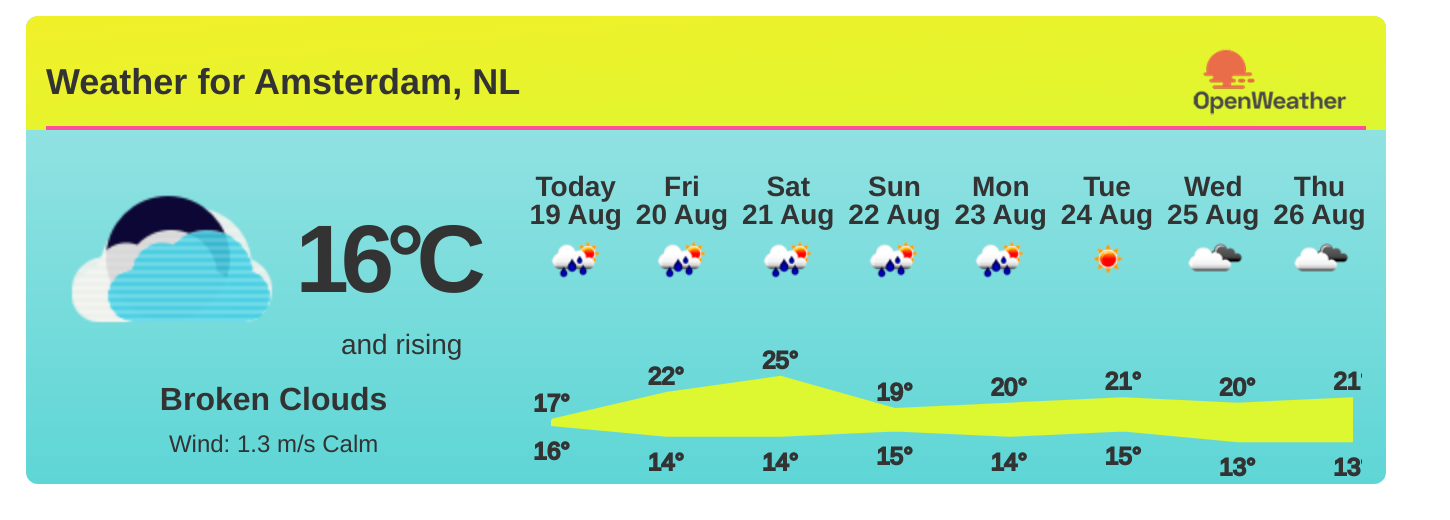 Weather for Amsterdam, NL
OpenWeather
16°C
and rising
Broken Clouds
Wind: 1.3 m/s Calm
Today Fri Sat Sun Mon Tue Wed Thu
19 Aug 20 Aug 21 Aug 22 Aug 23 Aug 24 Aug 25 Aug 26 Aug
17° 22° 25° 19° 20° 21° 20° 21°
16° 14° 14° 15° 14° 15° 13° 13°